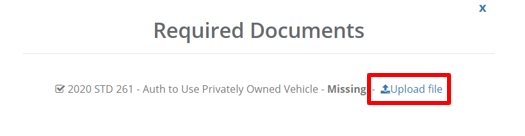 x
Required Documents
2020 STD 261 - Auth to Use Privately Owned Vehicle - Missing - Upload file